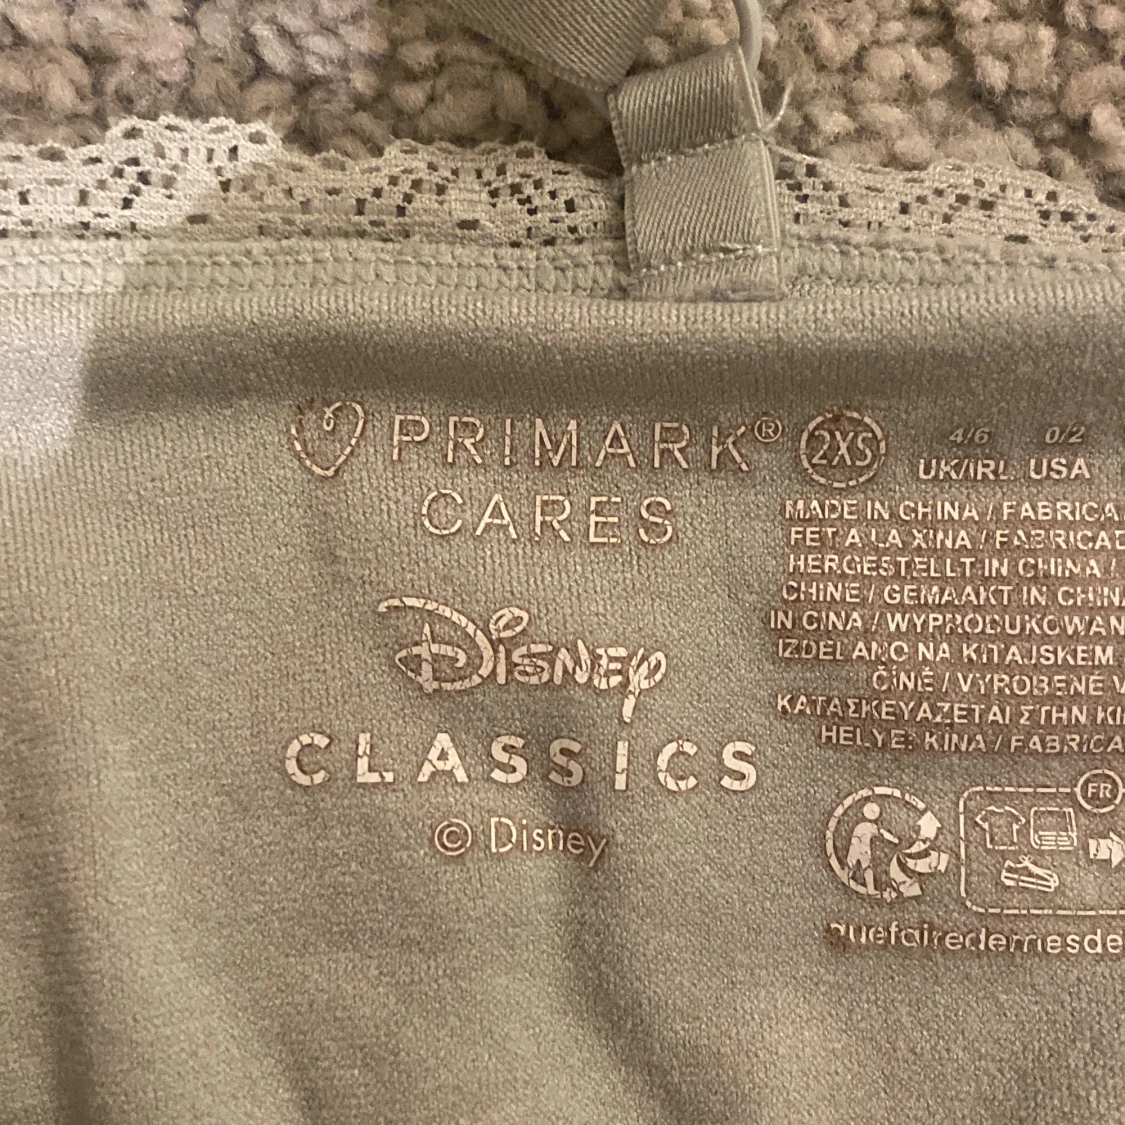 PRIMARK®
CARES
DISNEY
CLASSICS
© Disney
2XS
4/6 0/2
UK/IRL USA
MADE IN CHINA / FABRICA
FET A LA XINA / FABRICAD
HERGESTELLT IN CHINA /
CHINE / GEMAAKT IN CHIN
IN CINA / WYPRODUKOWAN
IZDELANO NA KITAJSKEM
ČÍNĚ / VYROBENÉ V
ΚΑΤΑΣΚΕΥΑΖΕΤΑΙ ΣΤΗΝ ΚΙ
HELYE: KÍNA / FABRICA
FR
quefairedemesde